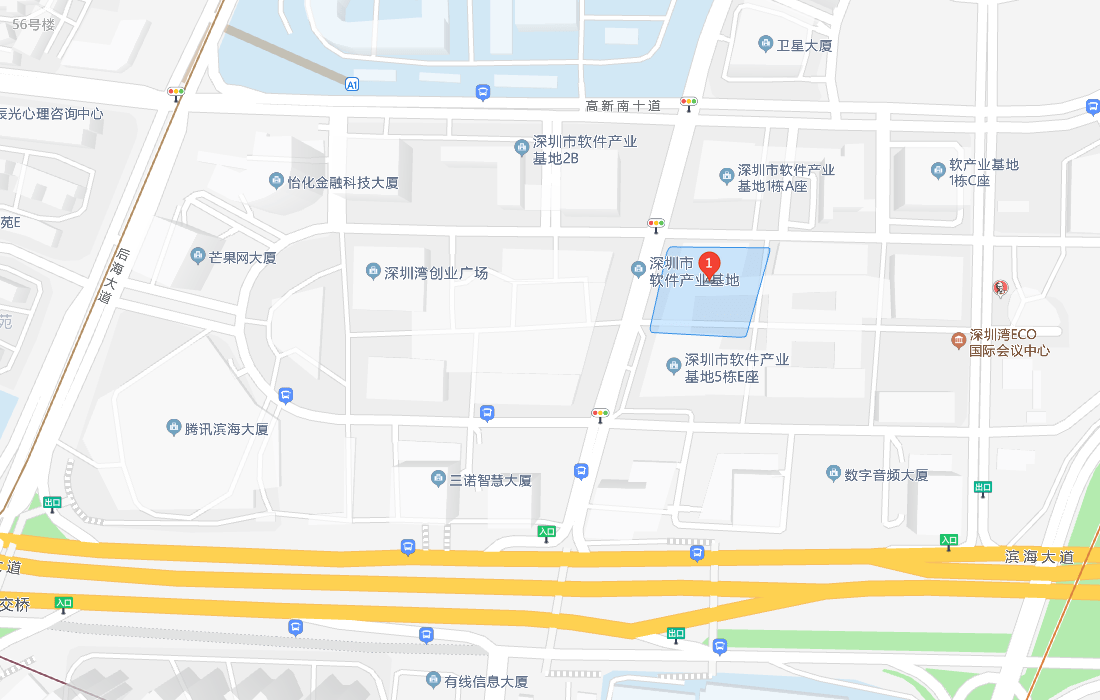 56号楼
卫星大厦
A1
高新南十道
辰光心理咨询中心
深圳市软件产业
基地2B
深圳市软件产业
基地1栋A座
软产业基地
1栋C座
怡化金融科技大厦
苑E
芒果网大厦
后海大道
深圳湾创业广场
深圳市
软件产业基地
1
苑
深圳湾ECO
国际会议中心
深圳市软件产业
基地5栋E座
腾讯滨海大厦
三诺智慧大厦
数字音频大厦
出口
出口
入口
入口
滨海大道
道
交桥
入口
出口
有线信息大厦